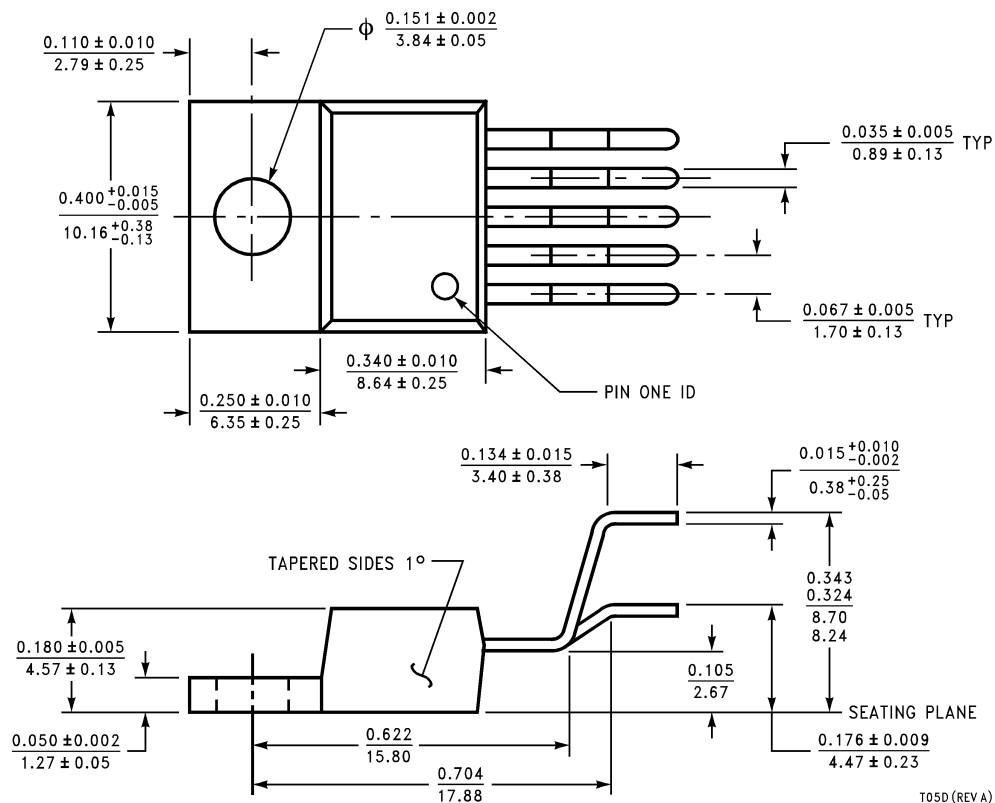 ϕ 0.151 ± 0.002
3.84 ± 0.05
0.110 ± 0.010
2.79 ± 0.25
0.035 ± 0.005 TYP
0.89 ± 0.13
0.400 +0.015 -0.005
10.16 +0.38 -0.13
0.067 ± 0.005 TYP
1.70 ± 0.13
0.340 ± 0.010
8.64 ± 0.25
PIN ONE ID
0.250 ± 0.010
6.35 ± 0.25
0.134 ± 0.015
3.40 ± 0.38
0.015 +0.010 -0.002
0.38 +0.25 -0.05
TAPERED SIDES 1°
0.343
0.324
8.70
8.24
0.180 ± 0.005
4.57 ± 0.13
0.105
2.67
SEATING PLANE
0.050 ± 0.002
1.27 ± 0.05
0.622
15.80
0.176 ± 0.009
4.47 ± 0.23
0.704
17.88
T05D (REV A)